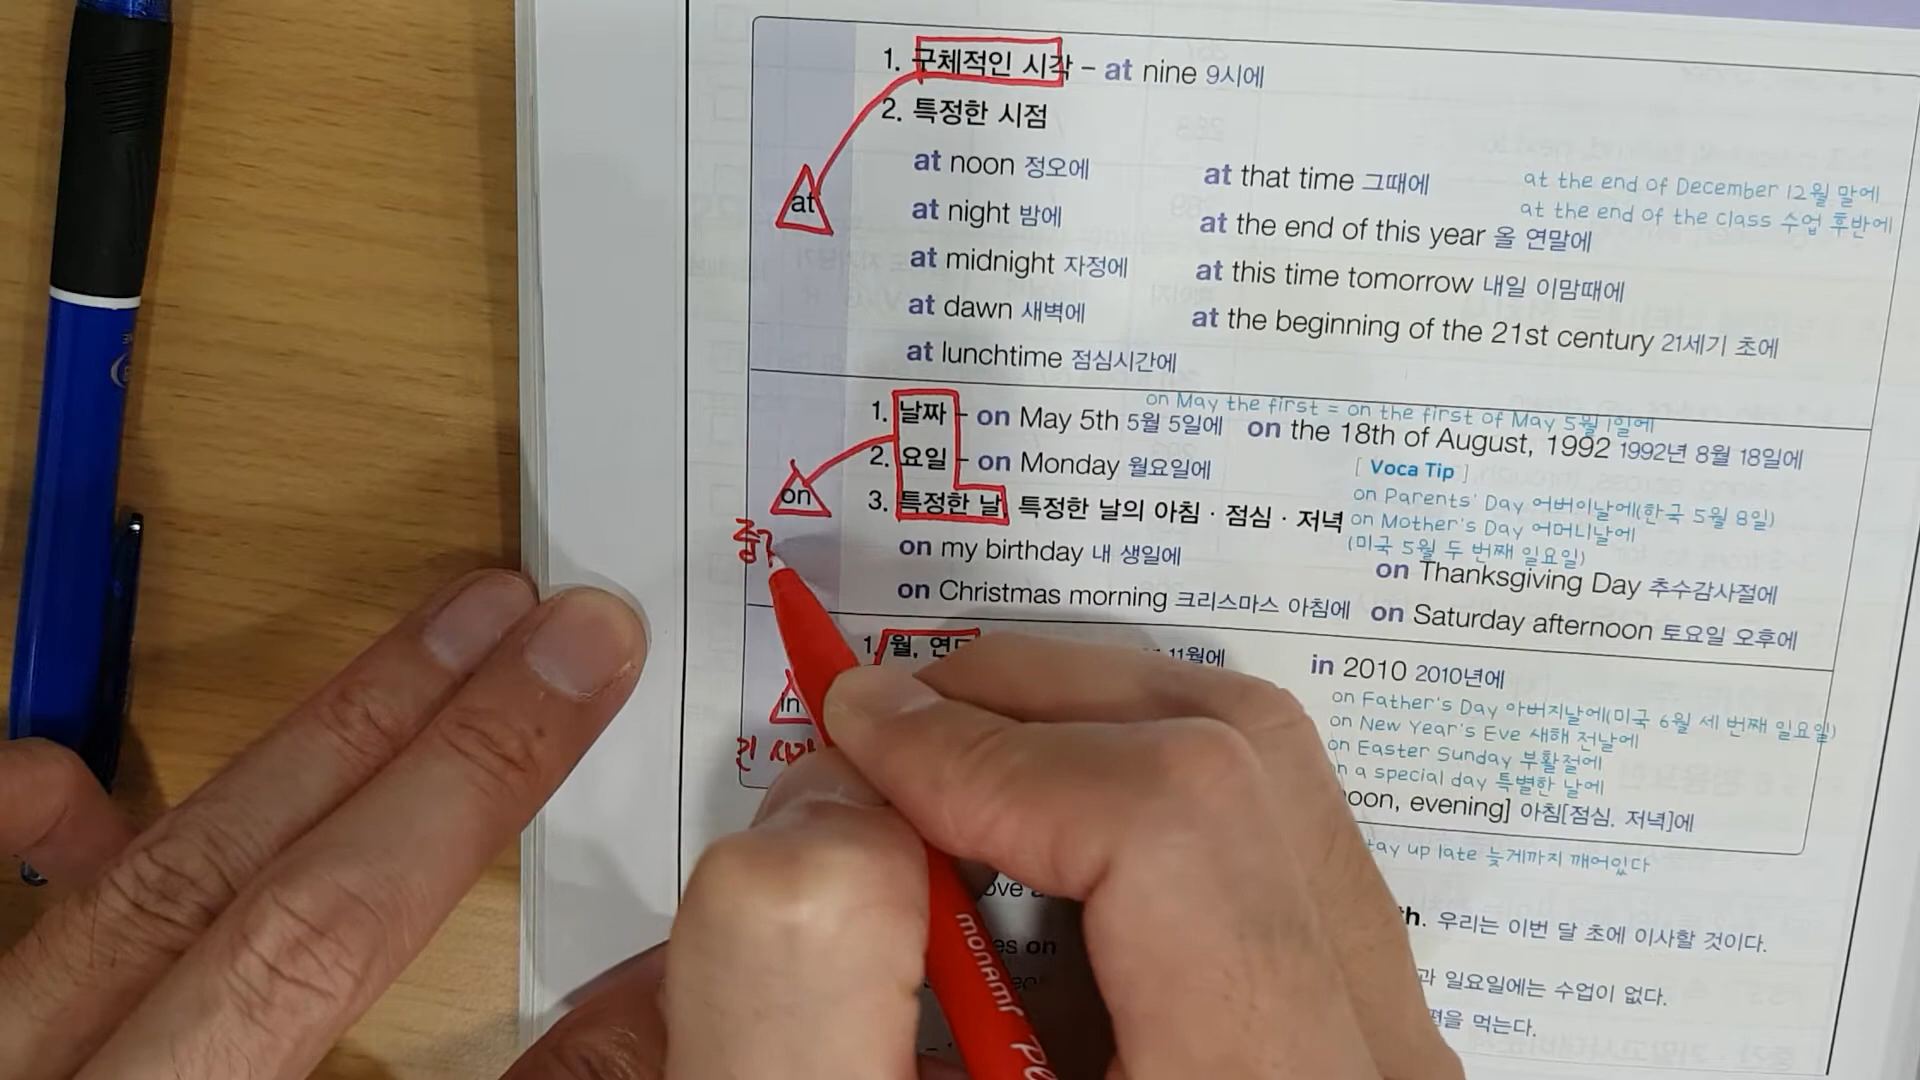 1. 구체적인 시각 – at nine 9시에
2. 특정한 시점
at noon 정오에
at that time 그때에
at the end of December 12월 말에
at the end of the class 수업 후반에
at
at night 밤에
at the end of this year 올 연말에
at midnight 자정에
at this time tomorrow 내일 이맘때에
at dawn 새벽에
at the beginning of the 21st century 21세기 초에
at lunchtime 점심시간에
on May the first = on the first of May 5월 1일에
1. 날짜 – on May 5th 5월 5일에
on the 18th of August, 1992 1992년 8월 18일에
2. 요일 – on Monday 월요일에
[ Voca Tip ]
on
3. 특정한 날, 특정한 날의 아침 · 점심 · 저녁
on Parents' Day 어버이날에(한국 5월 8일)
on Mother's Day 어머니날에
(미국 5월 두 번째 일요일)
on my birthday 내 생일에
on Thanksgiving Day 추수감사절에
on Christmas morning 크리스마스 아침에
on Saturday afternoon 토요일 오후에
1. 월, 연도
11월에
in 2010 2010년에
in
on Father's Day 아버지날에(미국 6월 세 번째 일요일)
on New Year's Eve 새해 전날에
on Easter Sunday 부활절에
긴
on a special day 특별한 날에
noon, evening] 아침[점심, 저녁]에
stay up late 늦게까지 깨어있다
우리는 이번 달 초에 이사할 것이다.
on
과 일요일에는 수업이 없다.
먹는다.
monami